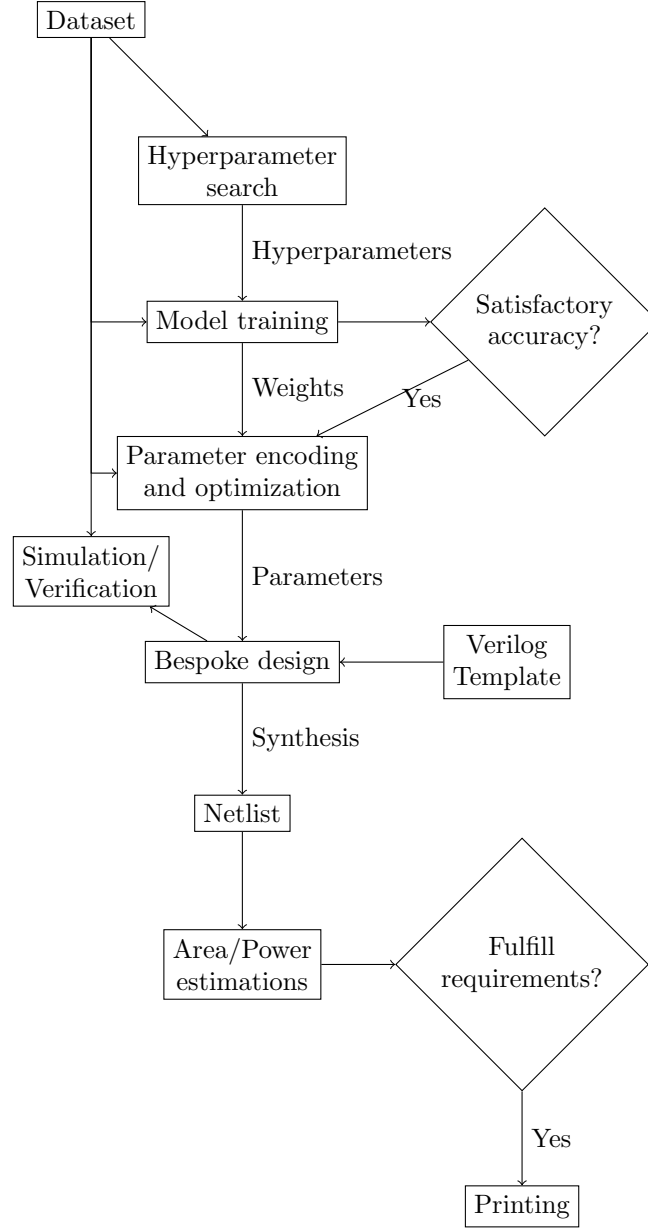 Dataset
Hyperparameter
search
Hyperparameters
Model training
Satisfactory
accuracy?
Weights
Yes
Parameter encoding
and optimization
Simulation/
Verification
Parameters
Bespoke design
Verilog
Template
Synthesis
Netlist
Area/Power
estimations
Fulfill
requirements?
Yes
Printing